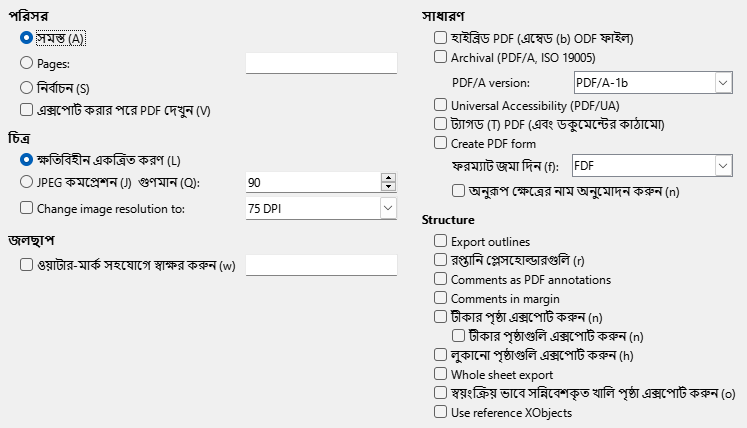 পরিসর
সমস্ত (A)
Pages:
নির্বাচন (S)
এক্সপোর্ট করার পরে PDF দেখুন (V)
চিত্র
ক্ষতিবিহীন একত্রিত করণ (L)
JPEG কমপ্রেশন (J) গুণমান (Q): 90
Change image resolution to: 75 DPI
জলছাপ
ওয়াটার-মার্ক সহযোগে স্বাক্ষর করুন (w)
সাধারণ
হাইব্রিড PDF (এম্বেড (b) ODF ফাইল)
Archival (PDF/A, ISO 19005)
PDF/A version: PDF/A-1b
Universal Accessibility (PDF/UA)
ট্যাগড (T) PDF (এবং ডকুমেন্টের কাঠামো)
Create PDF form
ফরম্যাট জমা দিন (f): FDF
অনুরূপ ক্ষেত্রের নাম অনুমোদন করুন (n)
Structure
Export outlines
রপ্তানি প্লেসহোল্ডারগুলি (r)
Comments as PDF annotations
Comments in margin
টীকার পৃষ্ঠা এক্সপোর্ট করুন (n)
টীকার পৃষ্ঠাগুলি এক্সপোর্ট করুন (n)
লুকানো পৃষ্ঠাগুলি এক্সপোর্ট করুন (h)
Whole sheet export
স্বয়ংক্রিয় ভাবে সন্নিবেশকৃত খালি পৃষ্ঠা এক্সপোর্ট করুন (o)
Use reference XObjects